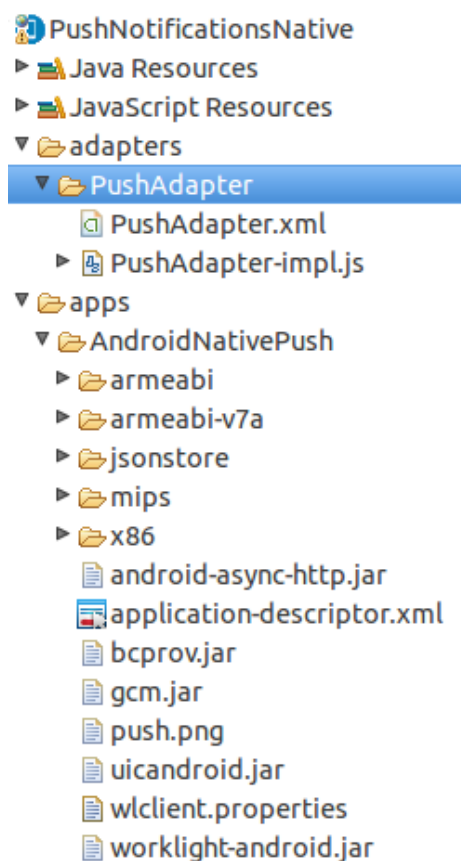 PushNotificationsNative
Java Resources
JavaScript Resources
adapters
PushAdapter
PushAdapter.xml
PushAdapter-impl.js
apps
AndroidNativePush
armeabi
armeabi-v7a
jsonstore
mips
x86
android-async-http.jar
application-descriptor.xml
bcprov.jar
gcm.jar
push.png
uicandroid.jar
wlclient.properties
worklight-android.jar